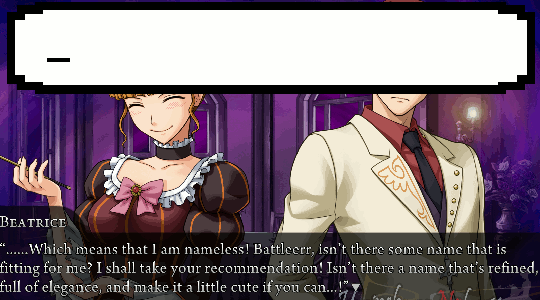 BEATRICE
“......Which means that I am nameless! Battleerr, isn't there some name that is
fitting for me? I shall take your recommendation! Isn't there a name that's refined,
full of elegance, and make it a little cute if you can...!”▼